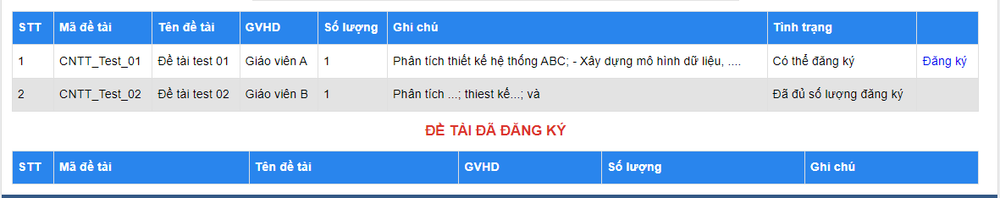 STT Mã đề tài Tên đề tài GVHD Số lượng Ghi chú Tình trạng
1 CNTT_Test_01 Đề tài test 01 Giáo viên A 1 Phân tích thiết kế hệ thống ABC; - Xây dựng mô hình dữ liệu, .... Có thể đăng ký Đăng ký
2 CNTT_Test_02 Đề tài test 02 Giáo viên B 1 Phân tích ...; thiest kế...; và Đã đủ số lượng đăng ký
ĐỀ TÀI ĐÃ ĐĂNG KÝ
STT Mã đề tài Tên đề tài GVHD Số lượng Ghi chú